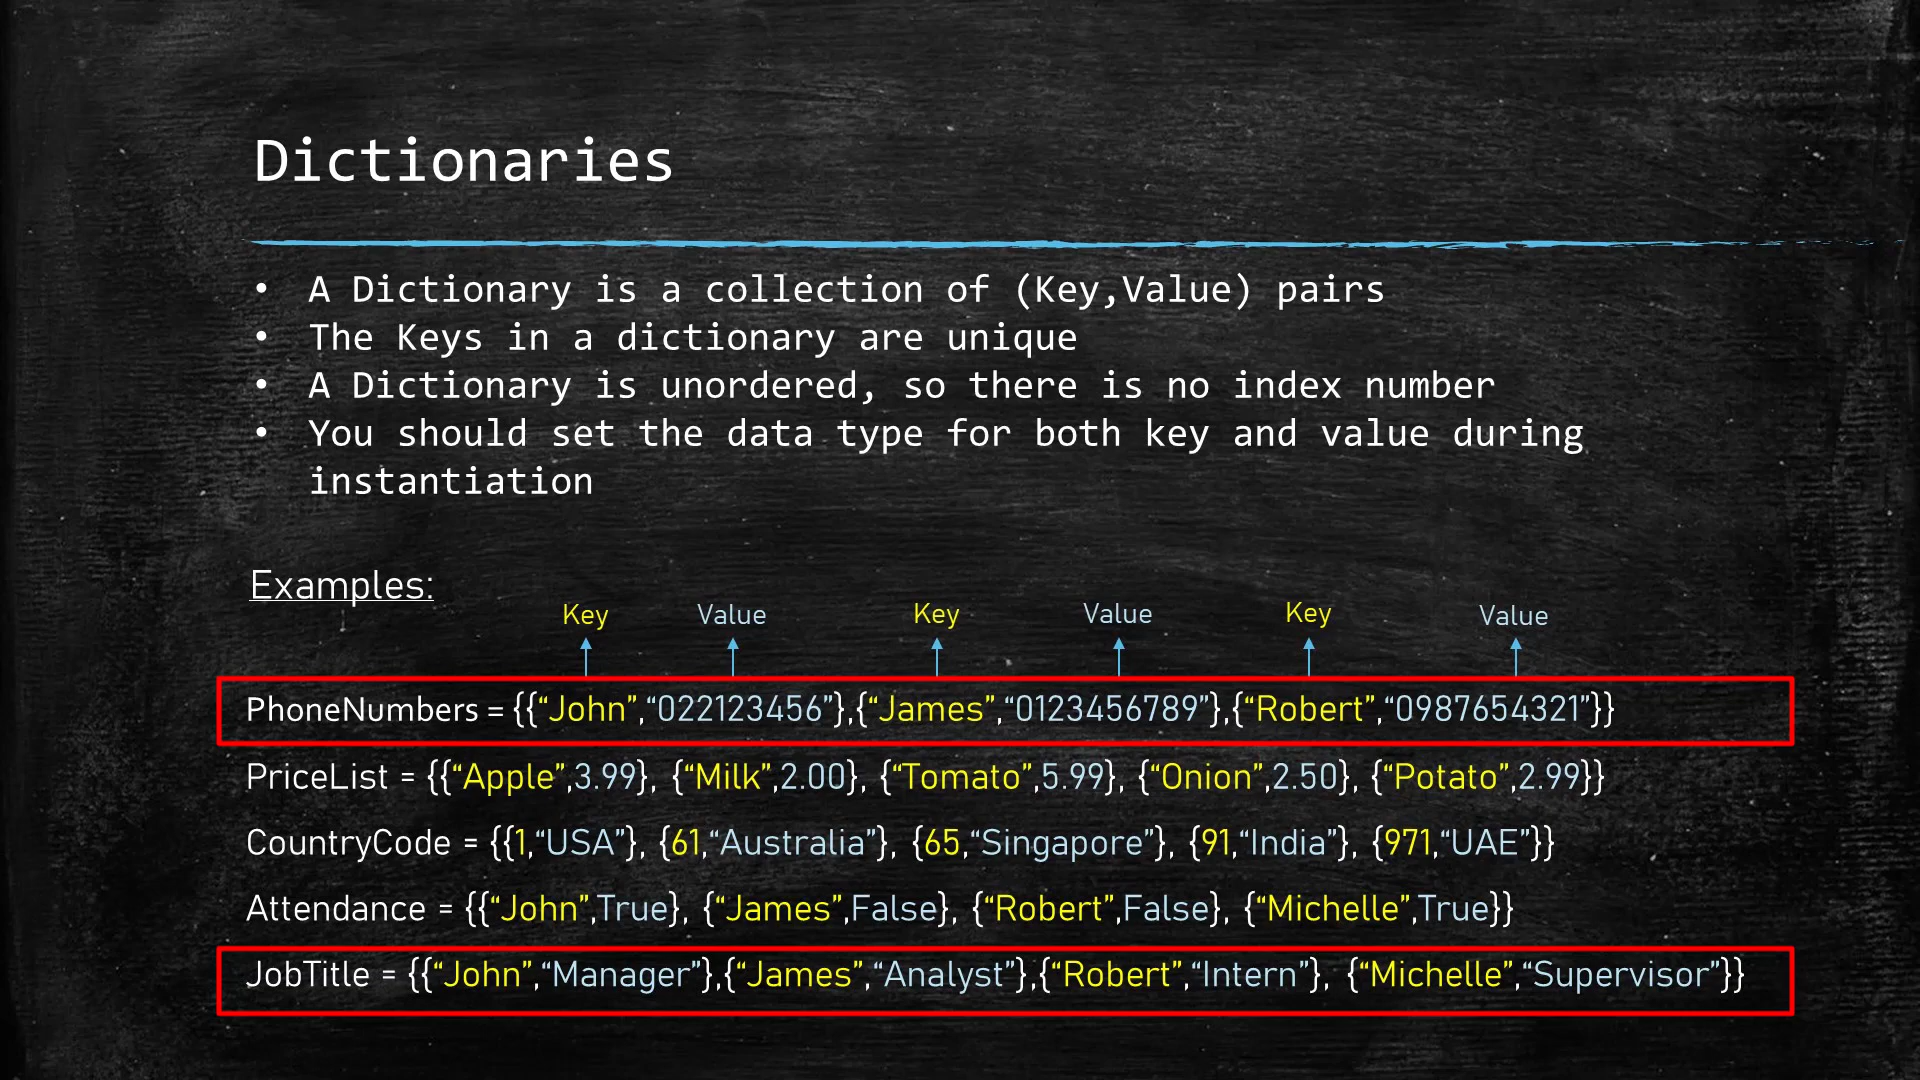 Dictionaries
• A Dictionary is a collection of (Key,Value) pairs
• The Keys in a dictionary are unique
• A Dictionary is unordered, so there is no index number
• You should set the data type for both key and value during
instantiation
Examples:
Key Value Key Value Key Value
PhoneNumbers = {{“John”,“022123456”},{“James”,“0123456789”},{“Robert”,“0987654321”}}
PriceList = {{“Apple”,3.99}, {“Milk”,2.00}, {“Tomato”,5.99}, {“Onion”,2.50}, {“Potato”,2.99}}
CountryCode = {{1,“USA”}, {61,“Australia”}, {65,“Singapore”}, {91,“India”}, {971,“UAE”}}
Attendance = {{“John”,True}, {“James”,False}, {“Robert”,False}, {“Michelle”,True}}
JobTitle = {{“John”,“Manager”},{“James”,“Analyst”},{“Robert”,“Intern”}, {“Michelle”,“Supervisor”}}